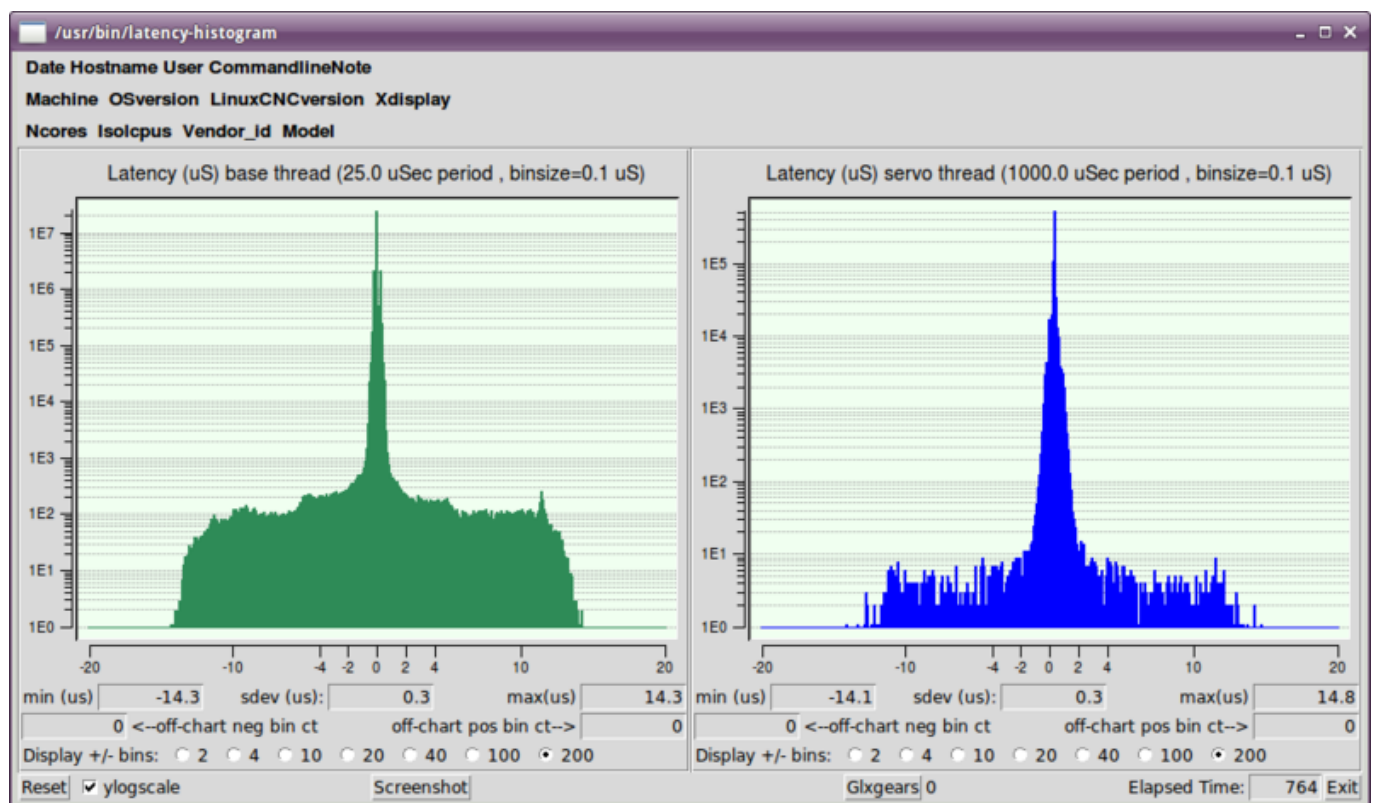 /usr/bin/latency-histogram
Date Hostname User CommandlineNote
Machine OSversion LinuxCNCversion Xdisplay
Ncores Isolcpus Vendor_id Model
Latency (uS) base thread (25.0 uSec period , binsize=0.1 uS)
1E7
1E6
1E5
1E4
1E3
1E2
1E1
1E0
-20 -10 -4 -2 0 2 4 10 20
min (us) -14.3 sdev (us): 0.3 max(us) 14.3
0 <--off-chart neg bin ct off-chart pos bin ct--> 0
Display +/- bins: 2 4 10 20 40 100 200
Latency (uS) servo thread (1000.0 uSec period , binsize=0.1 uS)
1E5
1E4
1E3
1E2
1E1
1E0
-20 -10 -4 -2 0 2 4 10 20
min (us) -14.1 sdev (us): 0.3 max(us) 14.8
0 <--off-chart neg bin ct off-chart pos bin ct--> 0
Display +/- bins: 2 4 10 20 40 100 200
Reset ylogscale Screenshot Glxgears 0 Elapsed Time: 764 Exit